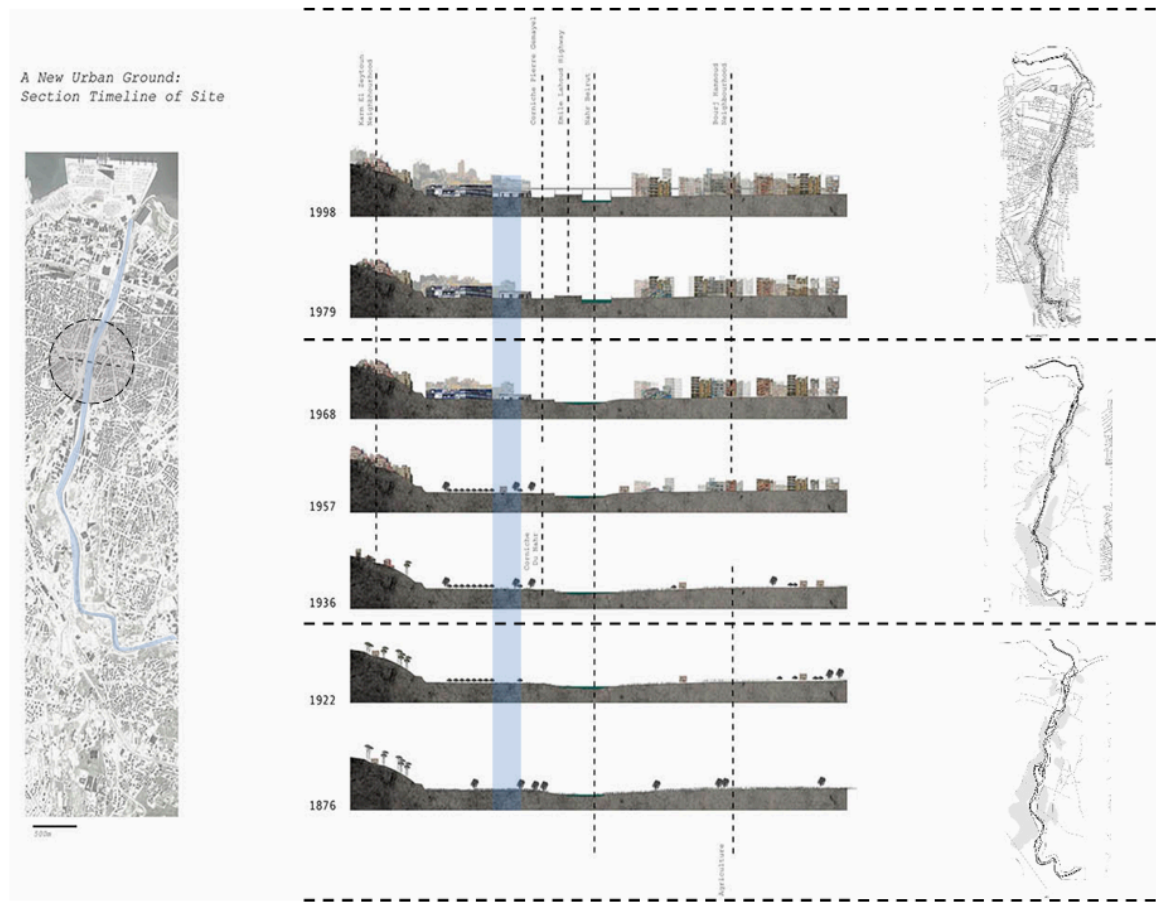 A New Urban Ground:
Section Timeline of Site
Karm El Zeytoun
Neighbourhood
Corniche Pierre Gemayel
Emile Lahoud Highway
Nahr Beirut
Bourj Hammoud
Neighbourhood
1998
1979
1968
1957
Corniche
Du Nahr
1936
1922
1876
Agriculture
500m